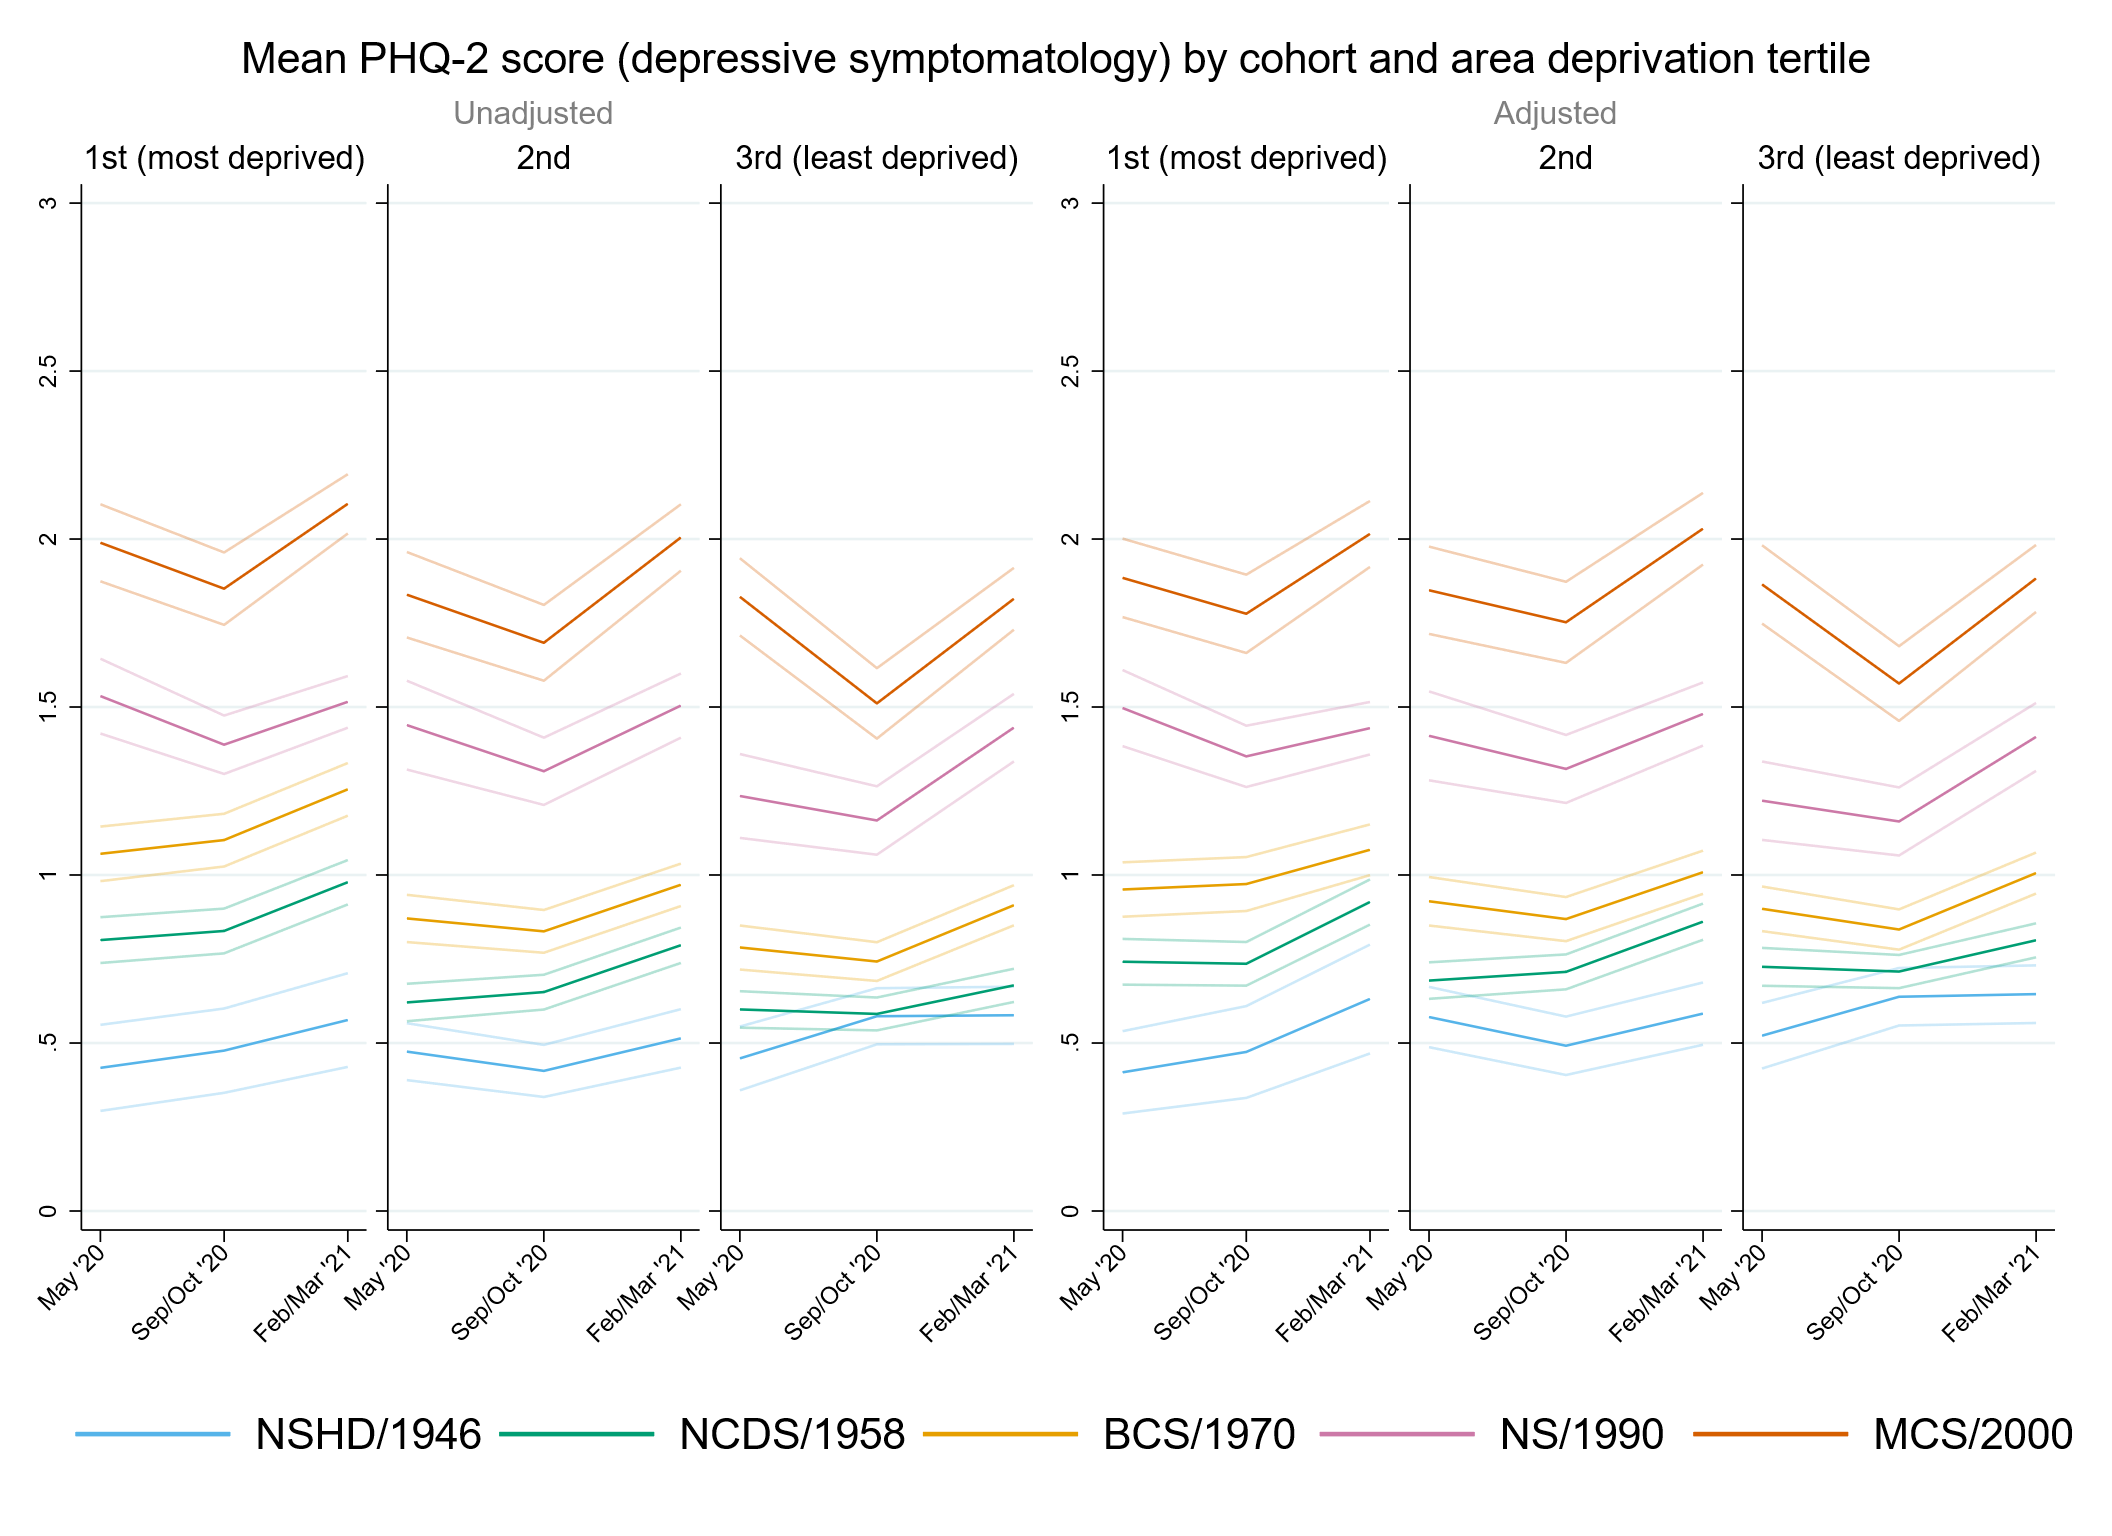 Mean PHQ-2 score (depressive symptomatology) by cohort and area deprivation tertile
Unadjusted
Adjusted
1st (most deprived)
2nd
3rd (least deprived)
1st (most deprived)
2nd
3rd (least deprived)
3
2.5
2
1.5
1
.5
0
3
2.5
2
1.5
1
.5
0
May '20
Sep/Oct '20
Feb/Mar '21
May '20
Sep/Oct '20
Feb/Mar '21
May '20
Sep/Oct '20
Feb/Mar '21
May '20
Sep/Oct '20
Feb/Mar '21
May '20
Sep/Oct '20
Feb/Mar '21
May '20
Sep/Oct '20
Feb/Mar '21
NSHD/1946
NCDS/1958
BCS/1970
NS/1990
MCS/2000